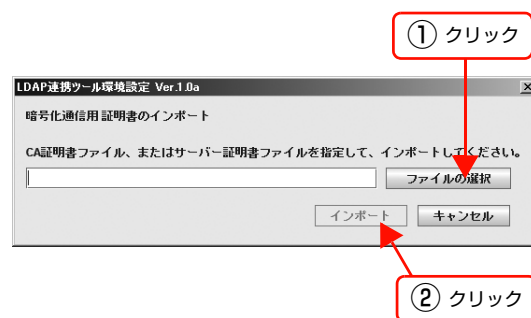 ① クリック
LDAP連携ツール環境設定 Ver.1.0a
暗号化通信用証明書のインポート
CA証明書ファイル、またはサーバー証明書ファイルを指定して、インポートしてください。
ファイルの選択
インポート キャンセル
② クリック